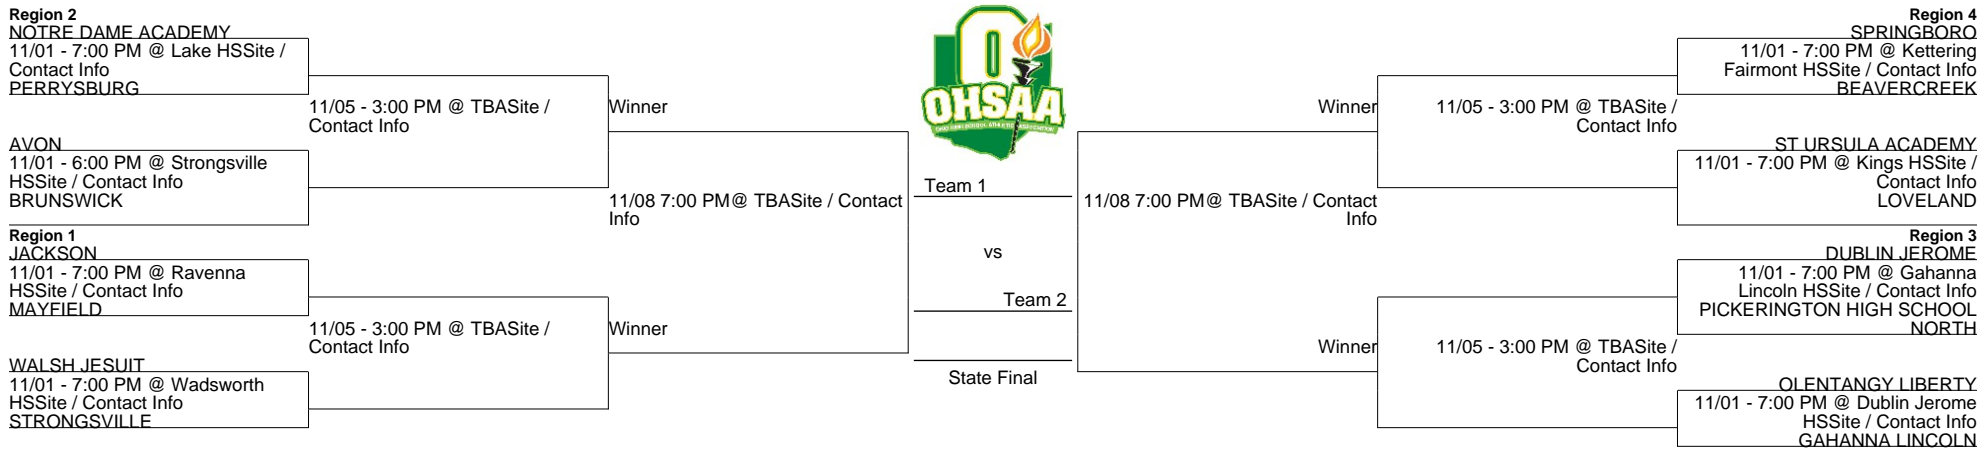 Region 2
NOTRE DAME ACADEMY
11/01 - 7:00 PM @ Lake HSSite /
Contact Info
PERRYSBURG
11/05 - 3:00 PM @ TBASite /
Contact Info
AVON
11/01 - 6:00 PM @ Strongsville
HSSite / Contact Info
BRUNSWICK
Winner
11/08 7:00 PM@ TBASite / Contact
Info
Region 1
JACKSON
11/01 - 7:00 PM @ Ravenna
HSSite / Contact Info
MAYFIELD
11/05 - 3:00 PM @ TBASite /
Contact Info
WALSH JESUIT
11/01 - 7:00 PM @ Wadsworth
HSSite / Contact Info
STRONGSVILLE
Winner
OHSAA
Team 1
vs
Team 2
State Final
Region 4
SPRINGBORO
11/01 - 7:00 PM @ Kettering
Fairmont HSSite / Contact Info
BEAVERCREEK
Winner
11/05 - 3:00 PM @ TBASite /
Contact Info
ST URSULA ACADEMY
11/01 - 7:00 PM @ Kings HSSite /
Contact Info
LOVELAND
11/08 7:00 PM@ TBASite / Contact
Info
Region 3
DUBLIN JEROME
11/01 - 7:00 PM @ Gahanna
Lincoln HSSite / Contact Info
PICKERINGTON HIGH SCHOOL
NORTH
Winner
11/05 - 3:00 PM @ TBASite /
Contact Info
OLENTANGY LIBERTY
11/01 - 7:00 PM @ Dublin Jerome
HSSite / Contact Info
GAHANNA LINCOLN